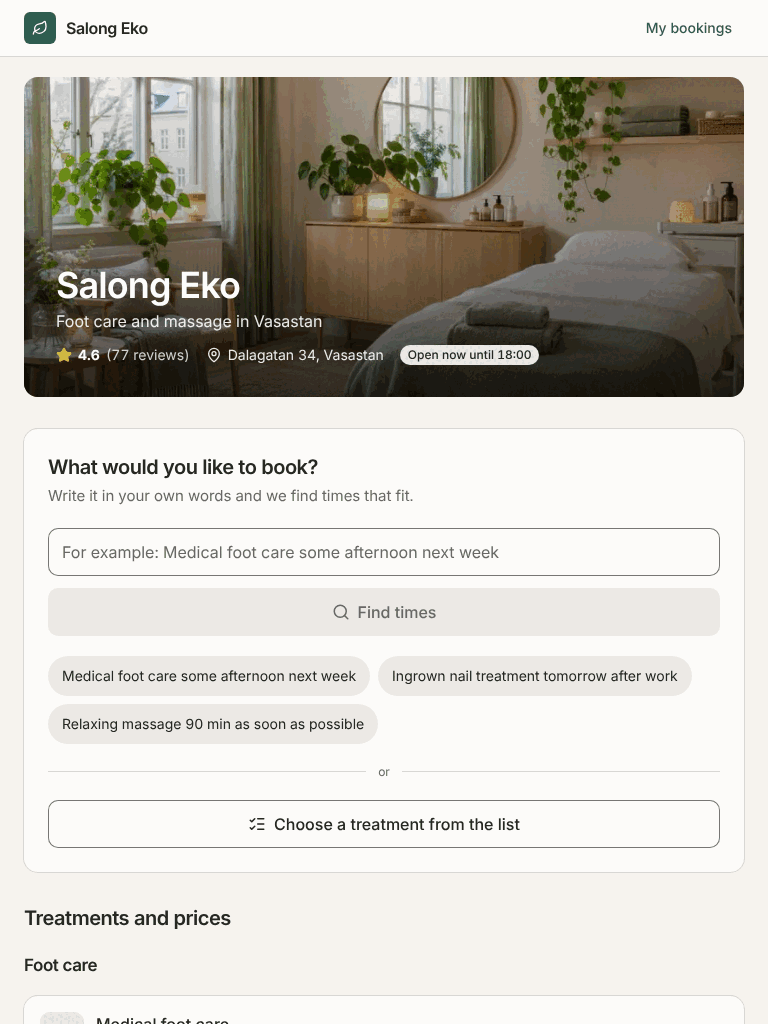 Salong Eko
My bookings
Salong Eko
Foot care and massage in Vasastan
4.6 (77 reviews) Dalagatan 34, Vasastan Open now until 18:00
What would you like to book?
Write it in your own words and we find times that fit.
For example: Medical foot care some afternoon next week
Find times
Medical foot care some afternoon next week
Ingrown nail treatment tomorrow after work
Relaxing massage 90 min as soon as possible
or
Choose a treatment from the list
Treatments and prices
Foot care
Medical foot care